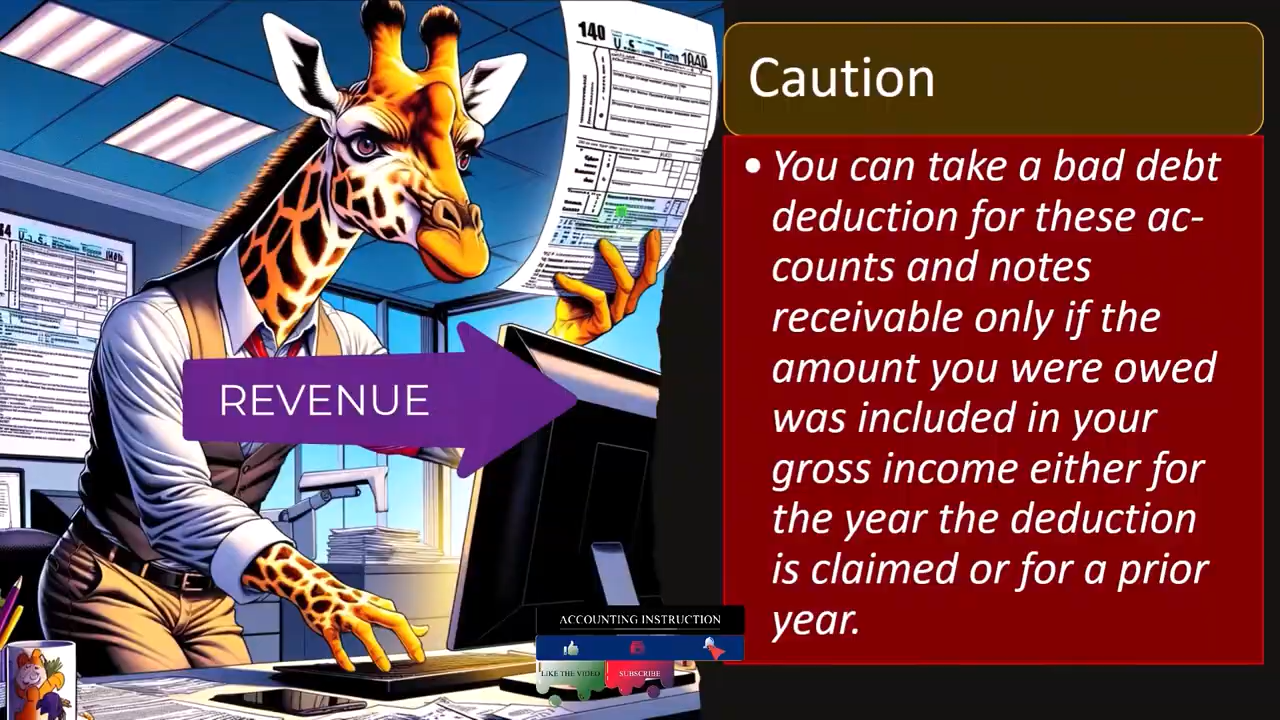 140
U.S.
1040
Caution
• You can take a bad debt
deduction for these ac-
counts and notes
receivable only if the
amount you were owed
was included in your
gross income either for
the year the deduction
is claimed or for a prior
year.
REVENUE
ACCOUNTING INSTRUCTION
LIKE THE VIDEO
SUBSCRIBE